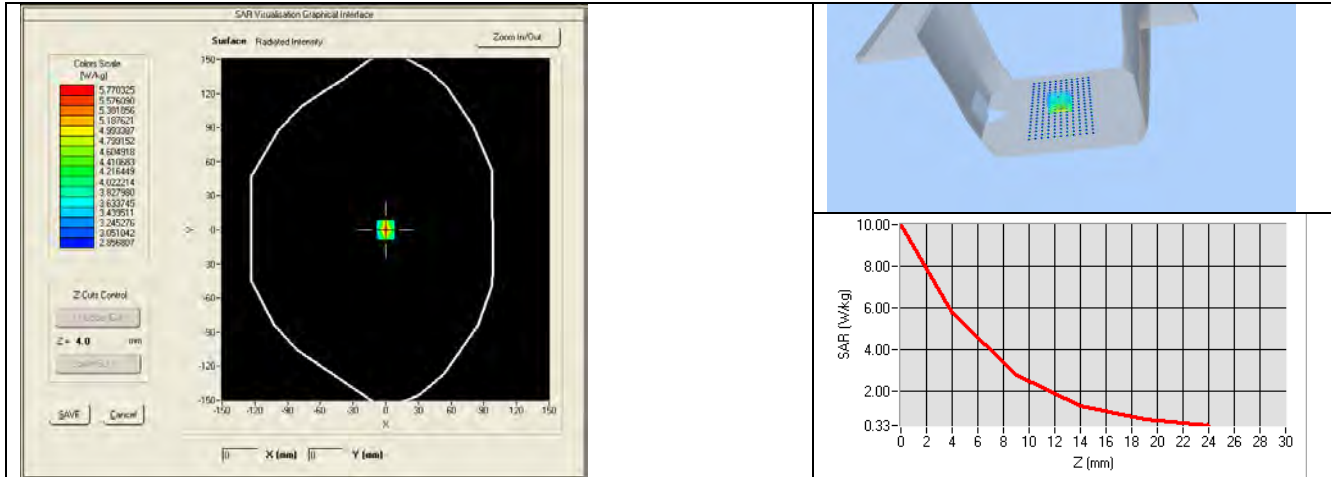 SAR Visualisation Graphical Interface
Surface Radiated Intensity
Zoom In/Out
Colors Scale
[W/kg]
5.770325
5.576090
5.381856
5.187621
4.993387
4.799152
4.604918
4.410683
4.216449
4.022214
3.827980
3.633745
3.439511
3.245276
3.051042
2.856807
150-
120-
90-
60-
30-
0-
-30-
-60-
-90-
-120-
-150-
Y
-150 -120 -90 -60 -30 0 30 60 90 120 150
X
Z Cuts Control
Z = 4.0 mm
SAVE Cancel
0 X (mm) 0 Y (mm)
10.00-
8.00-
6.00-
4.00-
2.00-
0.33-
SAR (W/kg)
0 2 4 6 8 10 12 14 16 18 20 22 24 26 28 30
Z (mm)